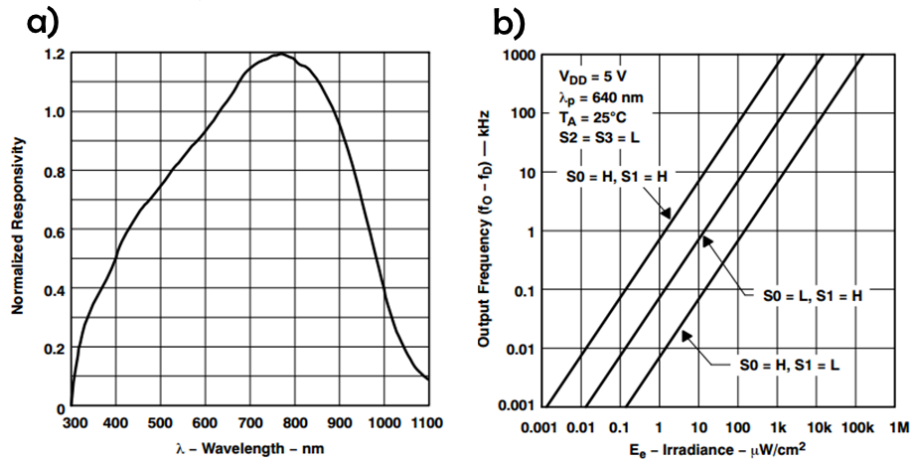 a)
1.2
1.0
0.8
0.6
0.4
0.2
0
Normalized Responsivity
300 400 500 600 700 800 900 1000 1100
λ – Wavelength – nm
b)
1000
100
10
1
0.1
0.01
0.001
Output Frequency (fO – fD) — kHz
VDD = 5 V
λp = 640 nm
TA = 25°C
S2 = S3 = L
S0 = H, S1 = H
S0 = L, S1 = H
S0 = H, S1 = L
0.001 0.01 0.1 1 10 100 1k 10k 100k 1M
Ee – Irradiance – μW/cm²